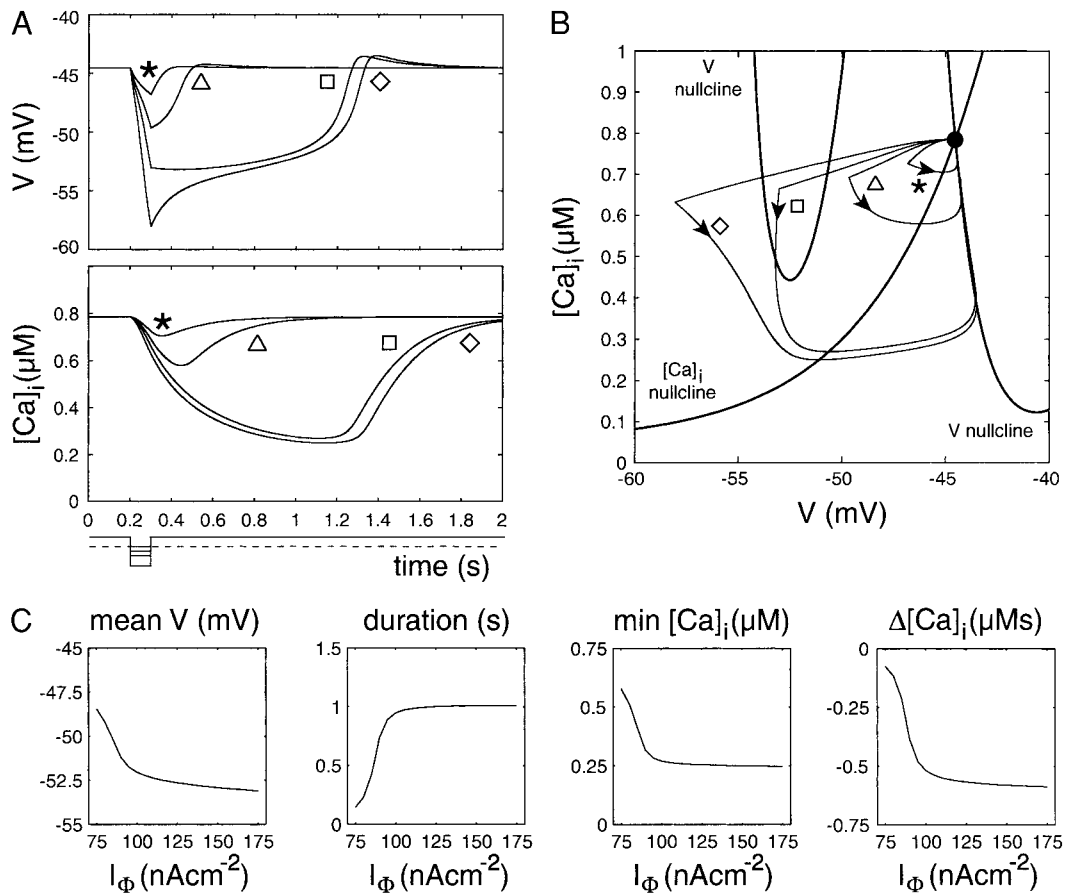 A
-40
-45
-50
-55
-60
V (mV)
0.8
0.6
0.4
0.2
0
[Ca]i (μM)
0 0.2 0.4 0.6 0.8 1 1.2 1.4 1.6 1.8 2
time (s)
B
1
0.9
0.8
0.7
0.6
0.5
0.4
0.3
0.2
0.1
0
[Ca]i (μM)
V
nullcline
[Ca]i
nullcline
V nullcline
-60 -55 -50 -45 -40
V (mV)
C
mean V (mV)
-45
-47.5
-50
-52.5
-55
75 100 125 150 175
IΦ (nAcm-2)
duration (s)
1.5
1
0.5
0
75 100 125 150 175
IΦ (nAcm-2)
min [Ca]i (μM)
0.75
0.5
0.25
0
75 100 125 150 175
IΦ (nAcm-2)
Δ[Ca]i (μMs)
0
-0.25
-0.5
-0.75
75 100 125 150 175
IΦ (nAcm-2)